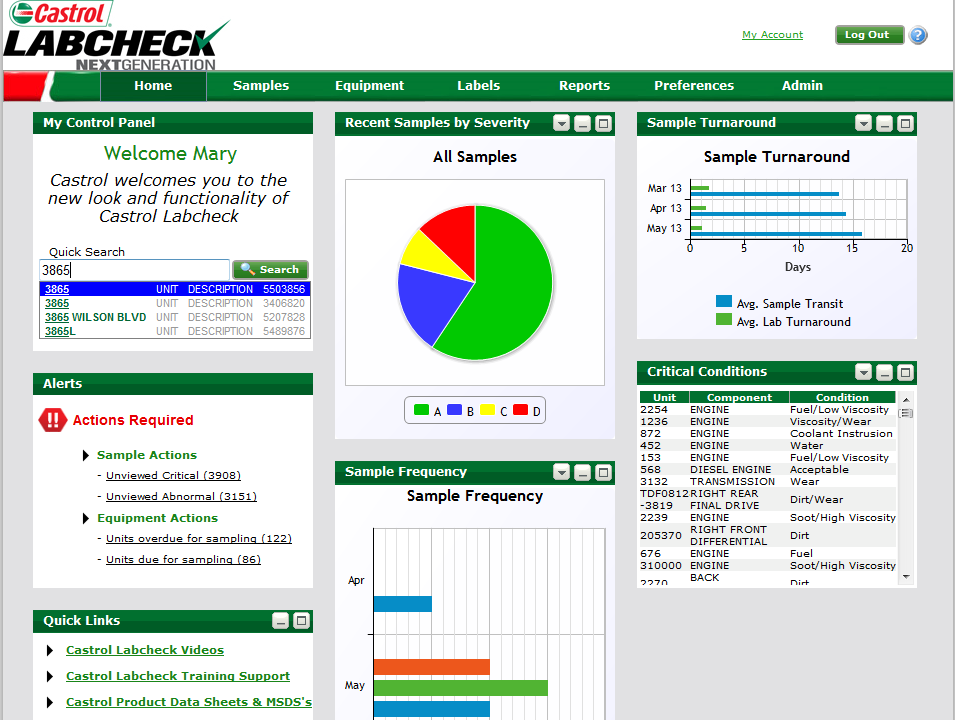 Castrol
LABCHECK
NEXTGENERATION
My Account
Log Out
?
Home Samples Equipment Labels Reports Preferences Admin
My Control Panel
Welcome Mary
Castrol welcomes you to the
new look and functionality of
Castrol Labcheck
Quick Search
3865
Search
3865 UNIT DESCRIPTION 5503856
3865 UNIT DESCRIPTION 3406820
3865 WILSON BLVD UNIT DESCRIPTION 5207828
3865L UNIT DESCRIPTION 5489876
Alerts
!! Actions Required
Sample Actions
- Unviewed Critical (3908)
- Unviewed Abnormal (3151)
Equipment Actions
- Units overdue for sampling (122)
- Units due for sampling (86)
Quick Links
Castrol Labcheck Videos
Castrol Labcheck Training Support
Castrol Product Data Sheets & MSDS's
Recent Samples by Severity
All Samples
A B C D
Sample Frequency
Sample Frequency
Apr
May
Sample Turnaround
Sample Turnaround
Mar 13
Apr 13
May 13
0 5 10 15 20
Days
Avg. Sample Transit
Avg. Lab Turnaround
Critical Conditions
Unit Component Condition
2254 ENGINE Fuel/Low Viscosity
1236 ENGINE Viscosity/Wear
872 ENGINE Coolant Instrusion
452 ENGINE Water
153 ENGINE Fuel/Low Viscosity
568 DIESEL ENGINE Acceptable
3132 TRANSMISSION Wear
TDF0812 RIGHT REAR Dirt/Wear
-3819 FINAL DRIVE
2239 ENGINE Soot/High Viscosity
205370 RIGHT FRONT Dirt
DIFFERENTIAL
676 ENGINE Fuel
310000 ENGINE Soot/High Viscosity
2270 BACK Dirt